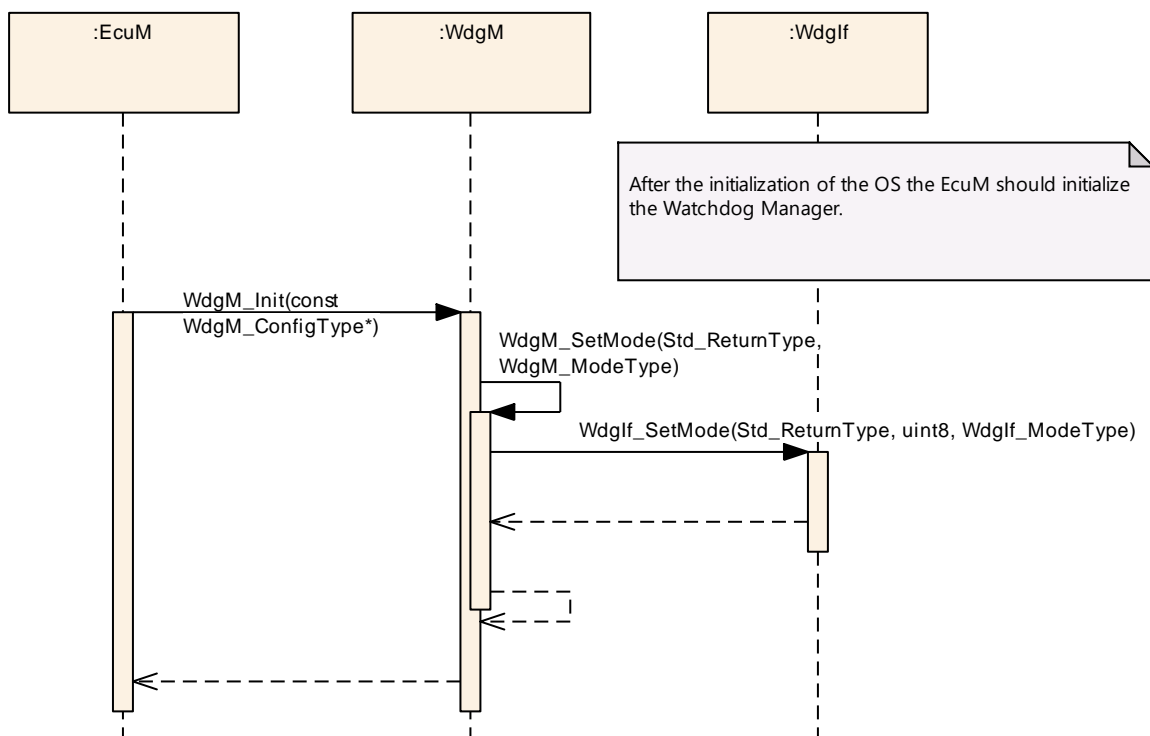 :EcuM
:WdgM
:WdgIf
After the initialization of the OS the EcuM should initialize
the Watchdog Manager.
WdgM_Init(const
WdgM_ConfigType*)
WdgM_SetMode(Std_ReturnType,
WdgM_ModeType)
WdgIf_SetMode(Std_ReturnType, uint8, WdgIf_ModeType)